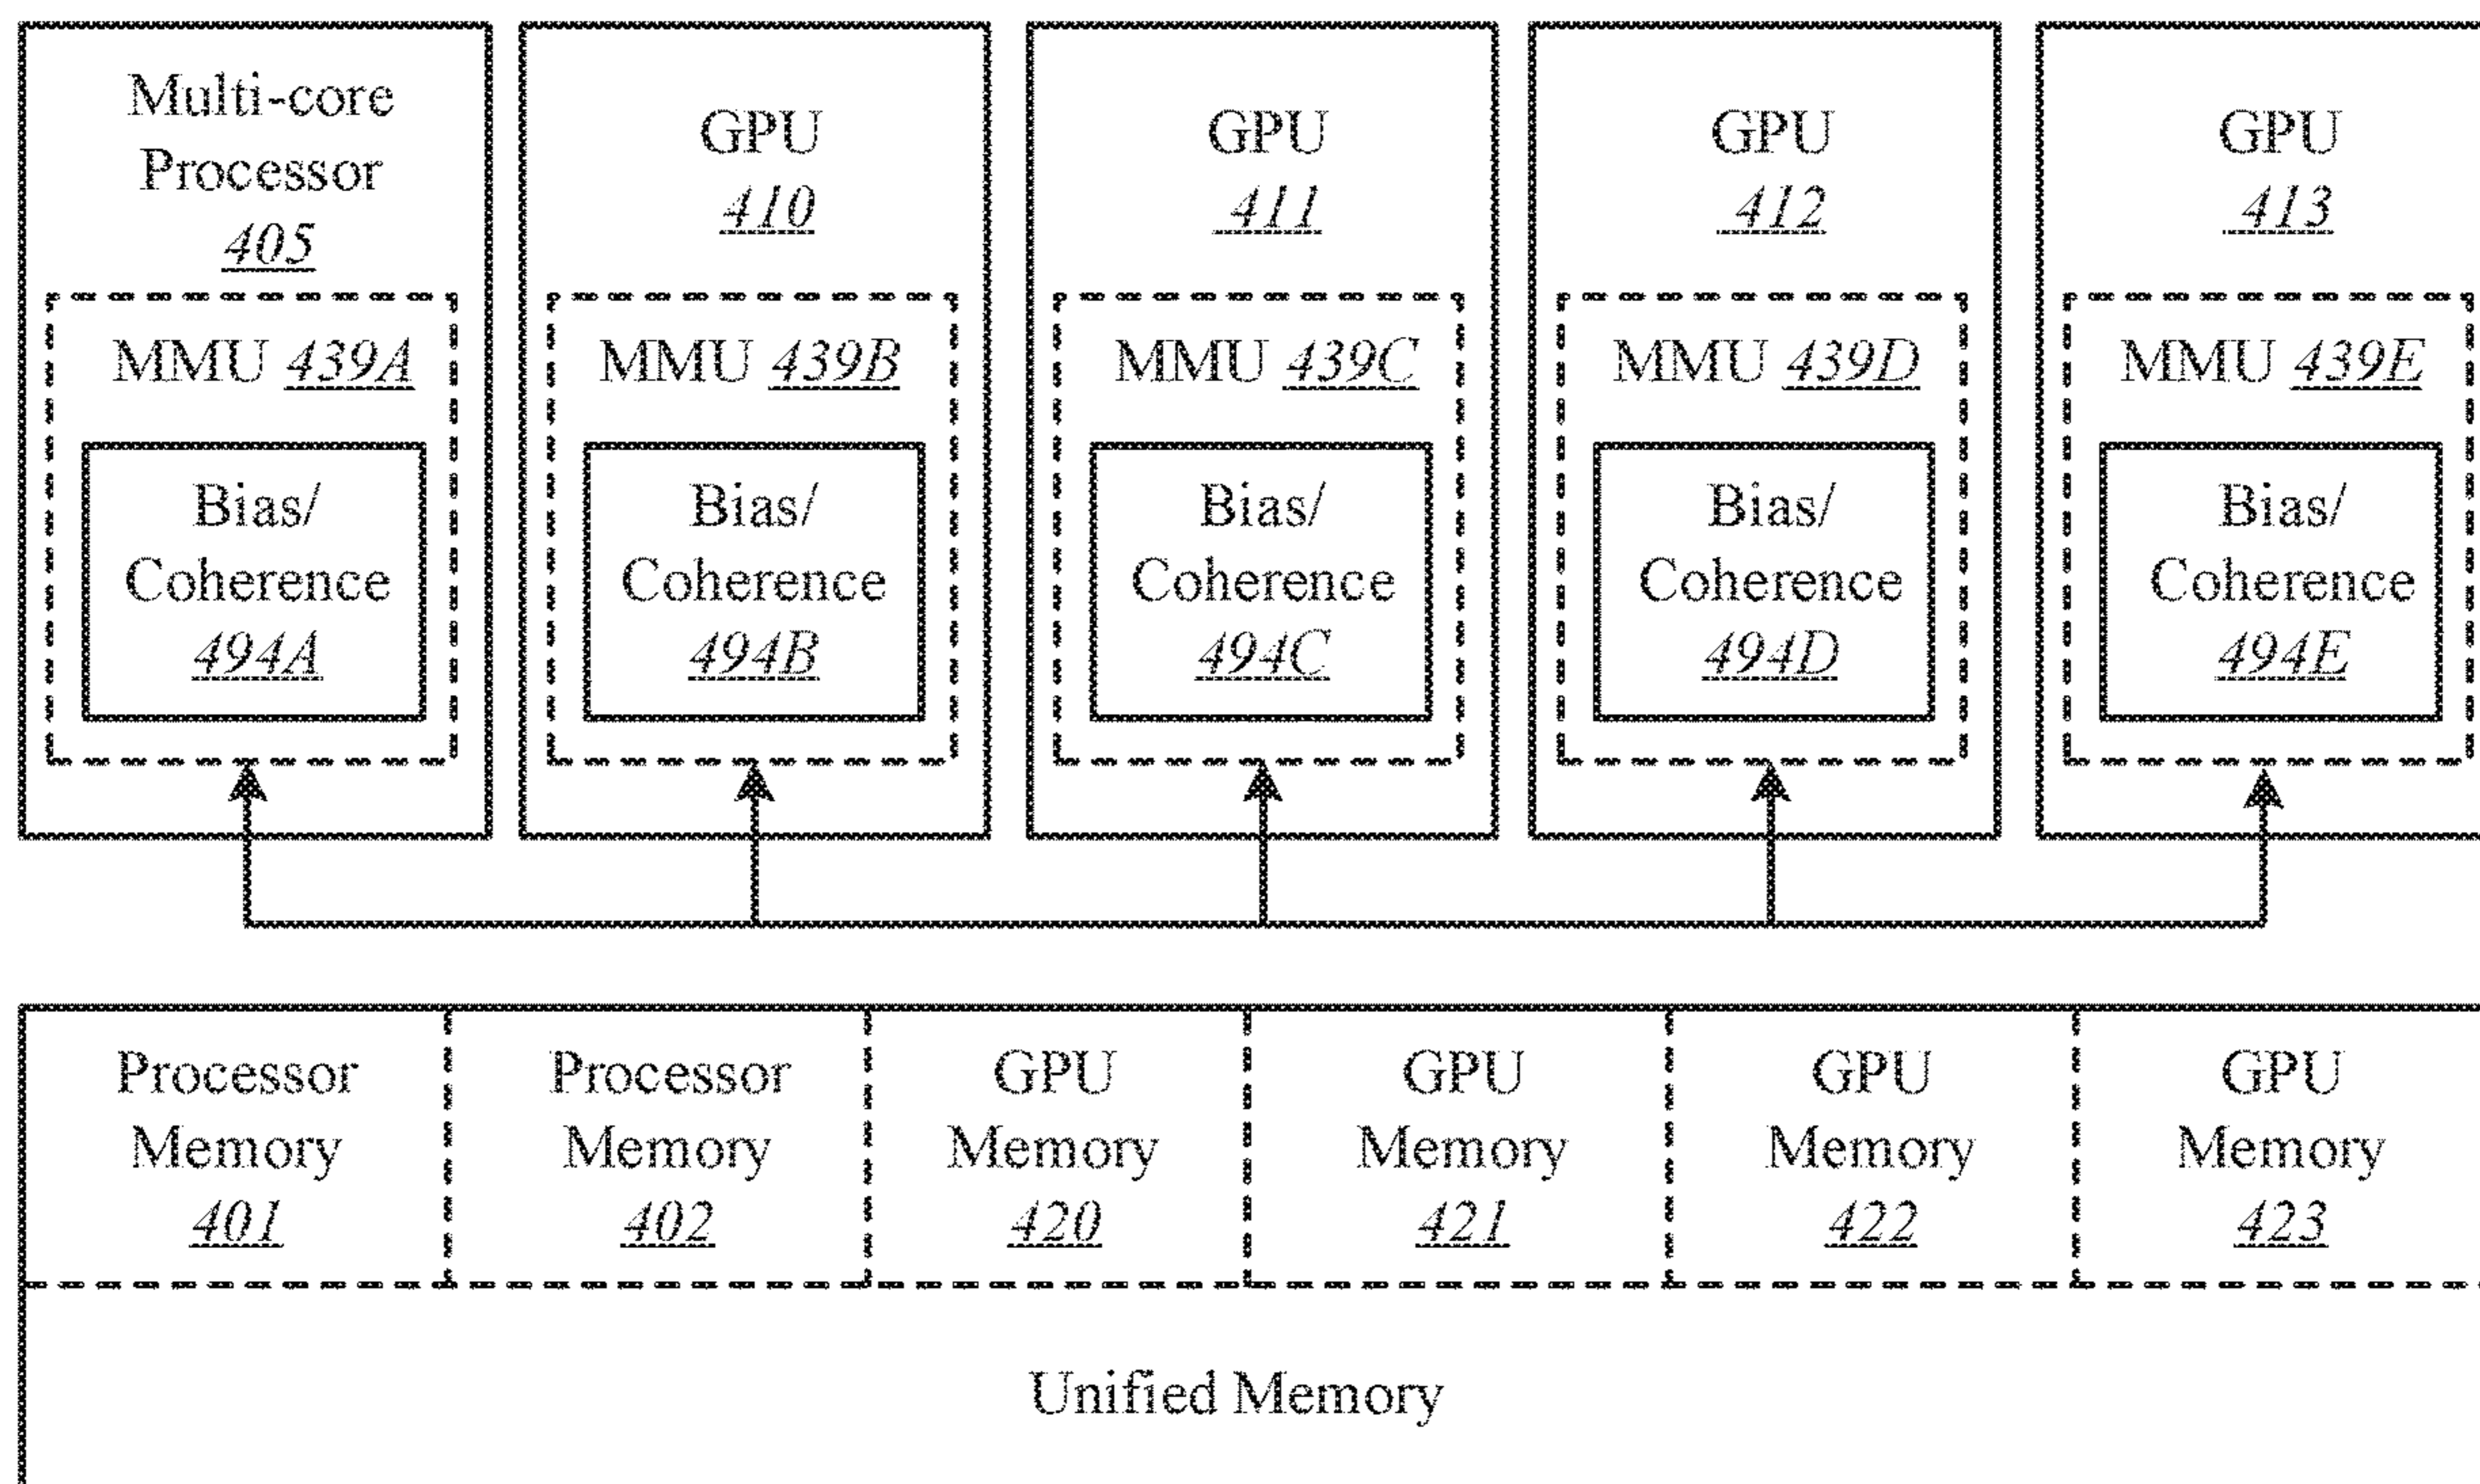 Multi-core
Processor
405
MMU 439A
Bias/
Coherence
494A
GPU
410
MMU 439B
Bias/
Coherence
494B
GPU
411
MMU 439C
Bias/
Coherence
494C
GPU
412
MMU 439D
Bias/
Coherence
494D
GPU
413
MMU 439E
Bias/
Coherence
494E
Processor
Memory
401
Processor
Memory
402
GPU
Memory
420
GPU
Memory
421
GPU
Memory
422
GPU
Memory
423
Unified Memory